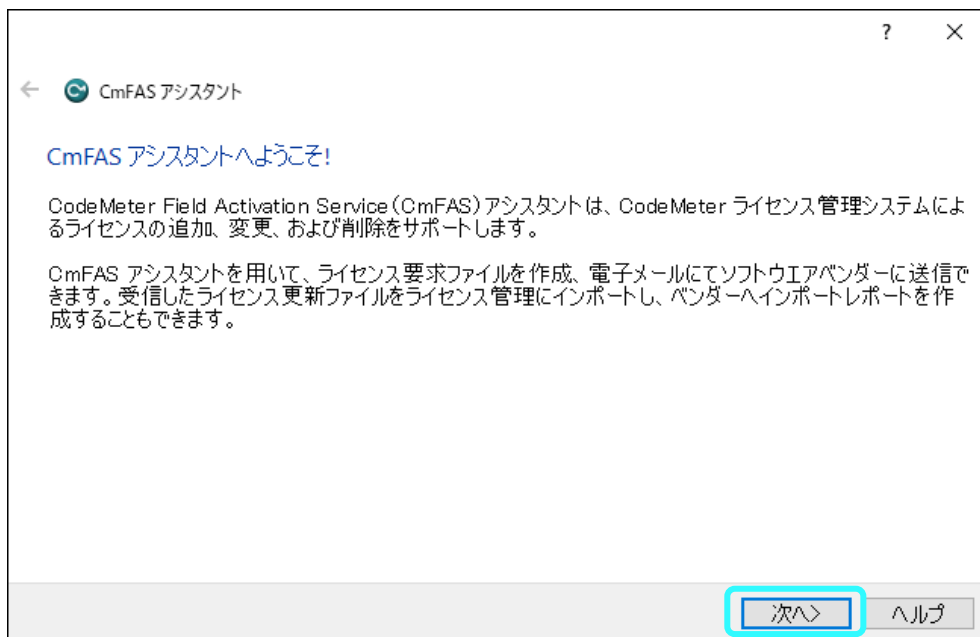 ?
CmFAS アシスタント
CmFAS アシスタントへようこそ!
CodeMeter Field Activation Service(CmFAS)アシスタントは、CodeMeter ライセンス管理システムによ
るライセンスの追加、変更、および削除をサポートします。
CmFAS アシスタントを用いて、ライセンス要求ファイルを作成、電子メールにてソフトウエアベンダーに送信で
きます。受信したライセンス更新ファイルをライセンス管理にインポートし、ベンダーへインポートレポートを作
成することもできます。
次へ> ヘルプ